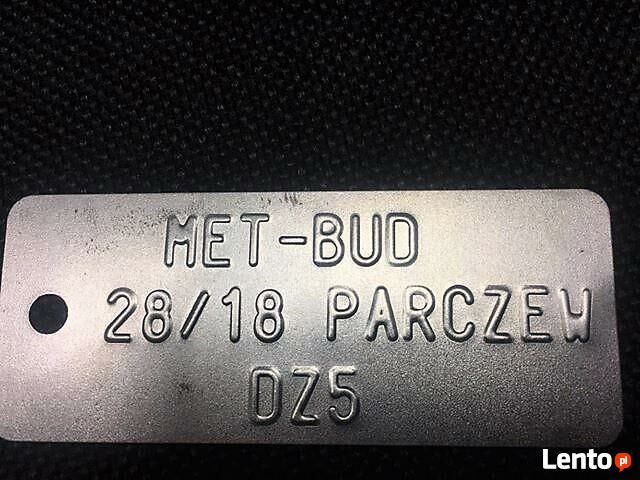 MET-BUD
28/18 PARCZEW
DZ5
Lento.pl